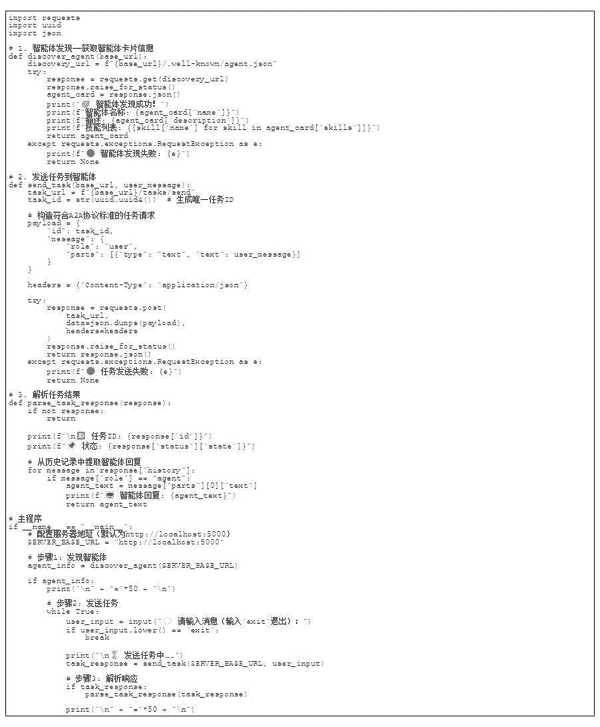 import requests
import uuid
import json

# 1. 智能体发现——获取智能体卡片信息
def discover_agent(base_url):
    discovery_url = f"{base_url}/.well-known/agent.json"
    try:
        response = requests.get(discovery_url)
        response.raise_for_status()
        agent_card = response.json()
        print(" 智能体发现成功! ")
        print(f"智能体名称: {agent_card["name"]}")
        print(f"描述: {agent_card["description"]}")
        print(f"技能列表: {[skill["name"] for skill in agent_card["skills"]]}")
        return agent_card
    except requests.exceptions.RequestException as e:
        print(f" 智能体发现失败: {e}")
        return None

# 2. 发送任务到智能体
def send_task(base_url, user_message):
    task_url = f"{base_url}/tasks/send"
    task_id = str(uuid.uuid4())  # 生成唯一任务ID

    # 构造符合A2A协议标准的任务请求
    payload = {
        "id": task_id,
        "message": {
            "role": "user",
            "parts": [{"type": "text", "text": user_message}]
        }
    }

    headers = {"Content-Type": "application/json"}

    try:
        response = requests.post(
            task_url,
            data=json.dumps(payload),
            headers=headers
        )
        response.raise_for_status()
        return response.json()
    except requests.exceptions.RequestException as e:
        print(f" 任务发送失败: {e}")
        return None

# 3. 解析任务结果
def parse_task_response(response):
    if not response:
        return

    print(f"\n 任务ID: {response["id"]}")
    print(f" 状态: {response["status"]["state"]}")

    # 从历史记录中提取智能体回复
    for message in response["history"]:
        if message["role"] == "agent":
            agent_text = message["parts"][0]["text"]
            print(f" 智能体回复: {agent_text}")
            return agent_text

# 主程序
if __name__ == "__main__":
    # 配置服务器地址（默认为http://localhost:5000）
    SERVER_BASE_URL = "http://localhost:5000"

    # 步骤1: 发现智能体
    agent_info = discover_agent(SERVER_BASE_URL)

    if agent_info:
        print("\n" + "="*50 + "\n")

        # 步骤2: 发送任务
        while True:
            user_input = input(" 请输入消息（输入"exit"退出）: ")
            if user_input.lower() == "exit":
                break

            print("\n 发送任务中...")
            task_response = send_task(SERVER_BASE_URL, user_input)

            # 步骤3: 解析响应
            if task_response:
                parse_task_response(task_response)

            print("\n" + "="*50 + "\n")